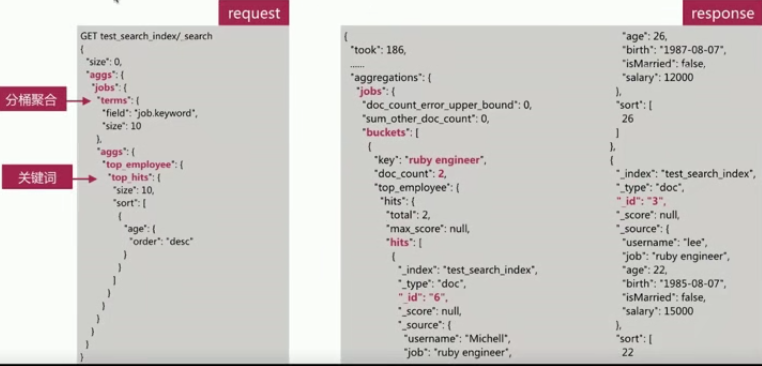 request
GET test_search_index/_search
{
"size": 0,
"aggs": {
"jobs": {
分桶聚合
"terms": {
"field": "job.keyword",
"size": 10
},
"aggs": {
"top_employee": {
关键词
"top_hits": {
"size": 10,
"sort": [
{
"age": {
"order": "desc"
}
}
]
}
}
}
}
}
}
response
{
"took": 186,
......
"aggregations": {
"jobs": {
"doc_count_error_upper_bound": 0,
"sum_other_doc_count": 0,
"buckets": [
{
"key": "ruby engineer",
"doc_count": 2,
"top_employee": {
"hits": {
"total": 2,
"max_score": null,
"hits": [
{
"_index": "test_search_index",
"_type": "doc",
"_id": "6",
"_score": null,
"_source": {
"username": "Michell",
"job": "ruby engineer",
"age": 26,
"birth": "1987-08-07",
"isMarried": false,
"salary": 12000
},
"sort": [
26
]
},
{
"_index": "test_search_index",
"_type": "doc",
"_id": "3",
"_score": null,
"_source": {
"username": "lee",
"job": "ruby engineer",
"age": 22,
"birth": "1985-08-07",
"isMarried": false,
"salary": 15000
},
"sort": [
22